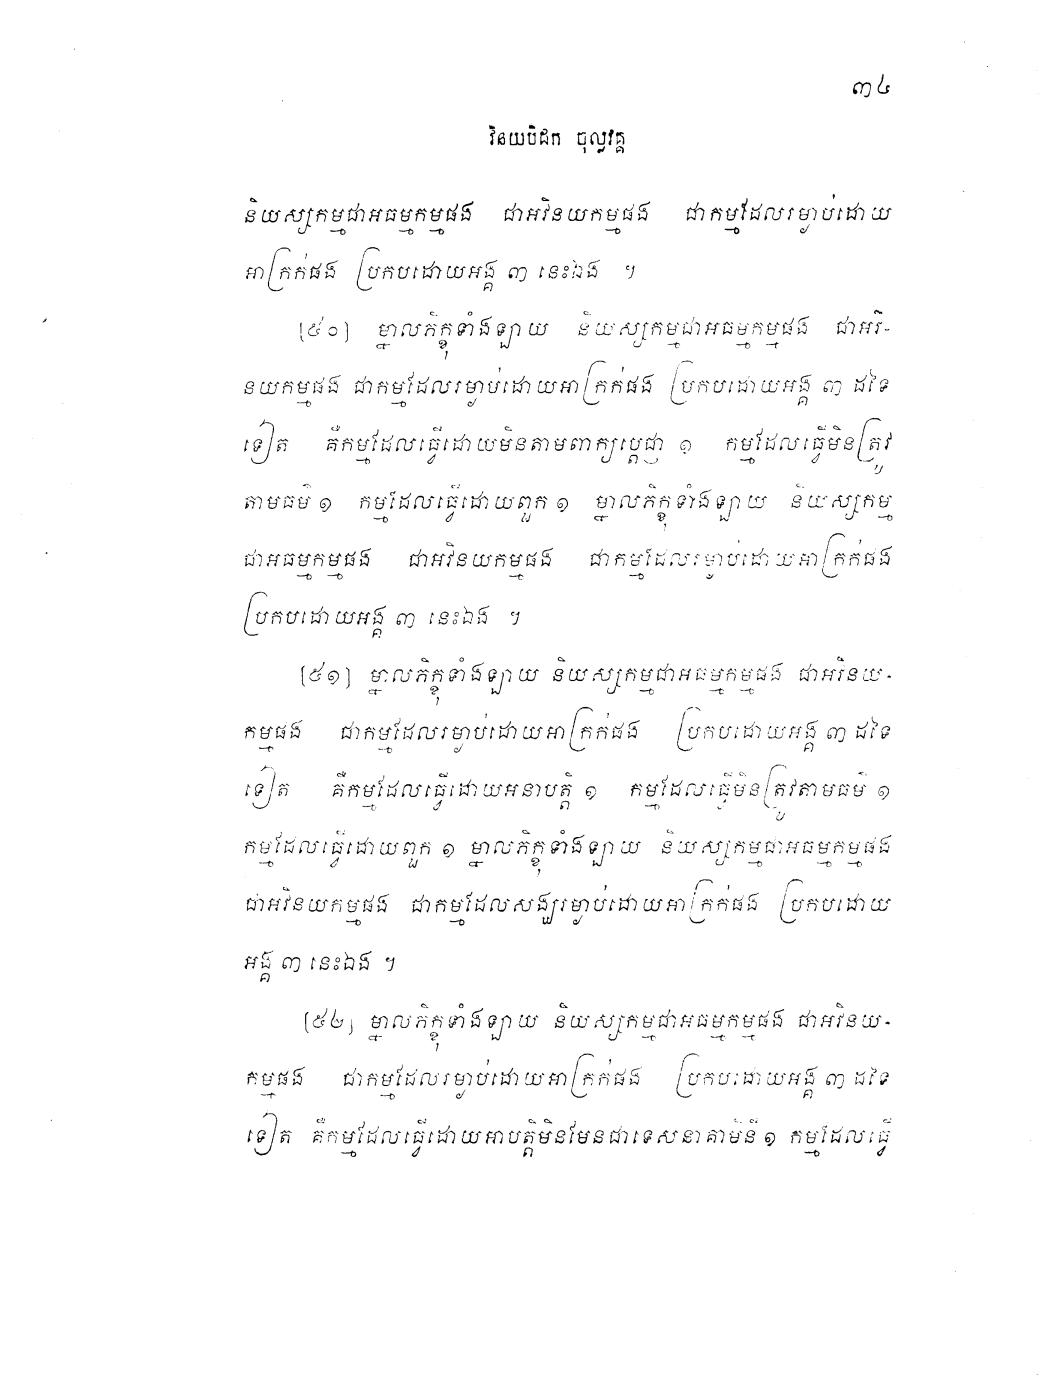 ៣៤
វិនយបិដក ចុល្លវគ្គ
និយស្សកម្មជាអធម្មកម្មផង ជាអវិនយកម្មផង ជាកម្មដែលរម្ងាប់ដោយ
អាក្រក់ផង ប្រកបដោយអង្គ ៣ នេះឯង ។
[៥០] ម្នាលភិក្ខុទាំងឡាយ និយស្សកម្មជាអធម្មកម្មផង ជាអវិ-
នយកម្មផង ជាកម្មដែលរម្ងាប់ដោយអាក្រក់ផង ប្រកបដោយអង្គ ៣ ដទៃ
ទៀត គឺកម្មដែលធ្វើដោយមិនតាមពាក្យប្តេជ្ញា ១ កម្មដែលធ្វើមិនត្រូវ
តាមធម៌ ១ កម្មដែលធ្វើដោយពួក ១ ម្នាលភិក្ខុទាំងឡាយ និយស្សកម្ម
ជាអធម្មកម្មផង ជាអវិនយកម្មផង ជាកម្មដែលរម្ងាប់ដោយអាក្រក់ផង
ប្រកបដោយអង្គ ៣ នេះឯង ។
[៥១] ម្នាលភិក្ខុទាំងឡាយ និយស្សកម្មជាអធម្មកម្មផង ជាអវិនយ-
កម្មផង ជាកម្មដែលរម្ងាប់ដោយអាក្រក់ផង ប្រកបដោយអង្គ ៣ ដទៃ
ទៀត គឺកម្មដែលធ្វើដោយអនាបត្តិ ១ កម្មដែលធ្វើមិនត្រូវតាមធម៌ ១
កម្មដែលធ្វើដោយពួក ១ ម្នាលភិក្ខុទាំងឡាយ និយស្សកម្មជាអធម្មកម្មផង
ជាអវិនយកម្មផង ជាកម្មដែលសង្ឃរម្ងាប់ដោយអាក្រក់ផង ប្រកបដោយ
អង្គ ៣ នេះឯង ។
[៥២] ម្នាលភិក្ខុទាំងឡាយ និយស្សកម្មជាអធម្មកម្មផង ជាអវិនយ-
កម្មផង ជាកម្មដែលរម្ងាប់ដោយអាក្រក់ផង ប្រកបដោយអង្គ ៣ ដទៃ
ទៀត គឺកម្មដែលធ្វើដោយអាបត្តិមិនមែនជាទេសនាគាមិនី ១ កម្មដែលធ្វើ